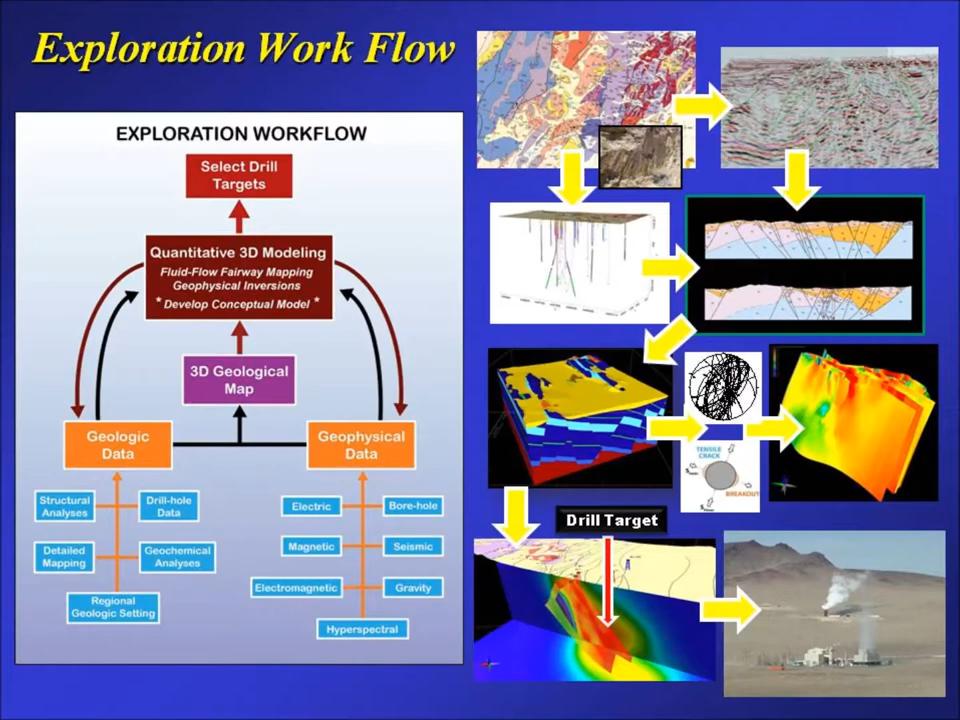 Exploration Work Flow
EXPLORATION WORKFLOW
Select Drill
Targets
Quantitative 3D Modeling
Fluid-Flow Fairway Mapping
Geophysical Inversions
* Develop Conceptual Model *
3D Geological
Map
Geologic
Data
Geophysical
Data
Structural
Analyses
Drill-hole
Data
Detailed
Mapping
Geochemical
Analyses
Regional
Geologic Setting
Electric
Bore-hole
Magnetic
Seismic
Electromagnetic
Gravity
Hyperspectral
TENSILE
CRACK
BREAKOUT
Drill Target